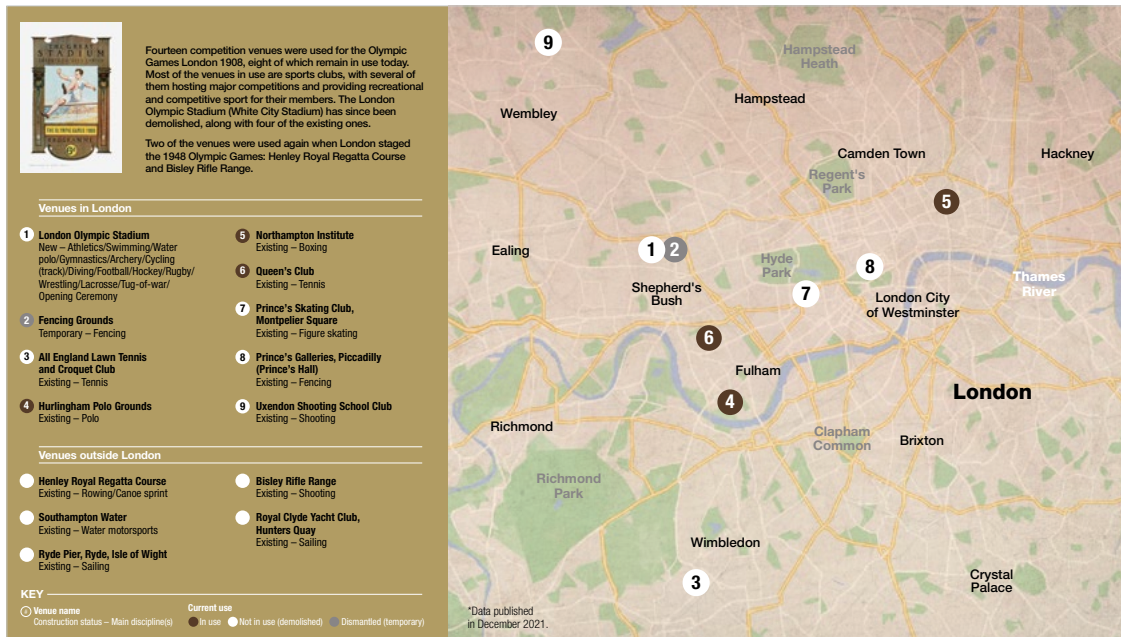 THE GREAT
STADIUM
Fourteen competition venues were used for the Olympic
Games London 1908, eight of which remain in use today.
Most of the venues in use are sports clubs, with several of
them hosting major competitions and providing recreational
and competitive sport for their members. The London
Olympic Stadium (White City Stadium) has since been
demolished, along with four of the existing ones.
Two of the venues were used again when London staged
the 1948 Olympic Games: Henley Royal Regatta Course
and Bisley Rifle Range.
PROGRAMME
Venues in London
1 London Olympic Stadium
New – Athletics/Swimming/Water
polo/Gymnastics/Archery/Cycling
(track)/Diving/Football/Hockey/Rugby/
Wrestling/Lacrosse/Tug-of-war/
Opening Ceremony
2 Fencing Grounds
Temporary – Fencing
3 All England Lawn Tennis
and Croquet Club
Existing – Tennis
4 Hurlingham Polo Grounds
Existing – Polo
5 Northampton Institute
Existing – Boxing
6 Queen's Club
Existing – Tennis
7 Prince's Skating Club,
Montpelier Square
Existing – Figure skating
8 Prince's Galleries, Piccadilly
(Prince's Hall)
Existing – Fencing
9 Uxendon Shooting School Club
Existing – Shooting
Venues outside London
Henley Royal Regatta Course
Existing – Rowing/Canoe sprint
Southampton Water
Existing – Water motorsports
Ryde Pier, Ryde, Isle of Wight
Existing – Sailing
Bisley Rifle Range
Existing – Shooting
Royal Clyde Yacht Club,
Hunters Quay
Existing – Sailing
KEY
# Venue name
Construction status – Main discipline(s)
Current use
In use Not in use (demolished) Dismantled (temporary)
9
Wembley
Hampstead
Heath
Hampstead
Camden Town
Hackney
Regent's
Park
5
Ealing
1 2
Shepherd's
Bush
Hyde
Park
8
7
London City
of Westminster
Thames
River
6
Fulham
4
London
Richmond
Clapham
Common
Brixton
Richmond
Park
Wimbledon
3
Crystal
Palace
*Data published
in December 2021.